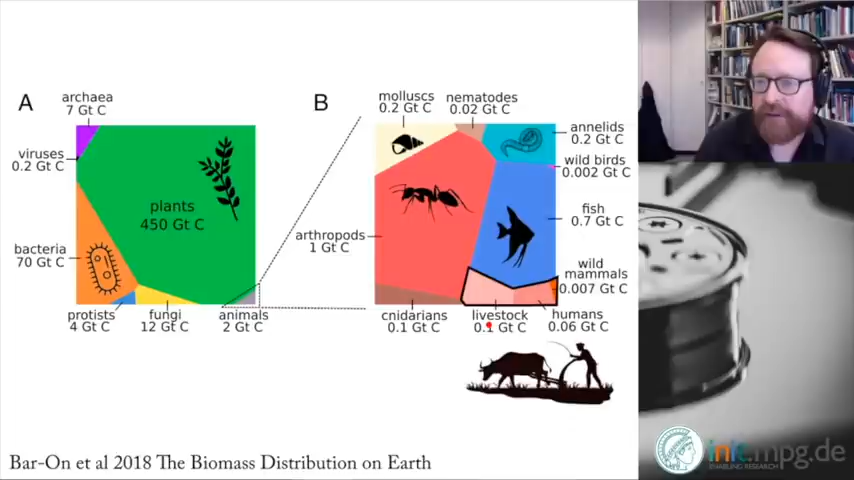 A
archaea
7 Gt C
viruses
0.2 Gt C
plants
450 Gt C
bacteria
70 Gt C
protists
4 Gt C
fungi
12 Gt C
animals
2 Gt C
B
molluscs
0.2 Gt C
nematodes
0.02 Gt C
annelids
0.2 Gt C
wild birds
0.002 Gt C
fish
0.7 Gt C
arthropods
1 Gt C
wild
mammals
0.007 Gt C
cnidarians
0.1 Gt C
livestock
0.1 Gt C
humans
0.06 Gt C
Bar-On et al 2018 The Biomass Distribution on Earth
init.mpg.de
ENABLING RESEARCH